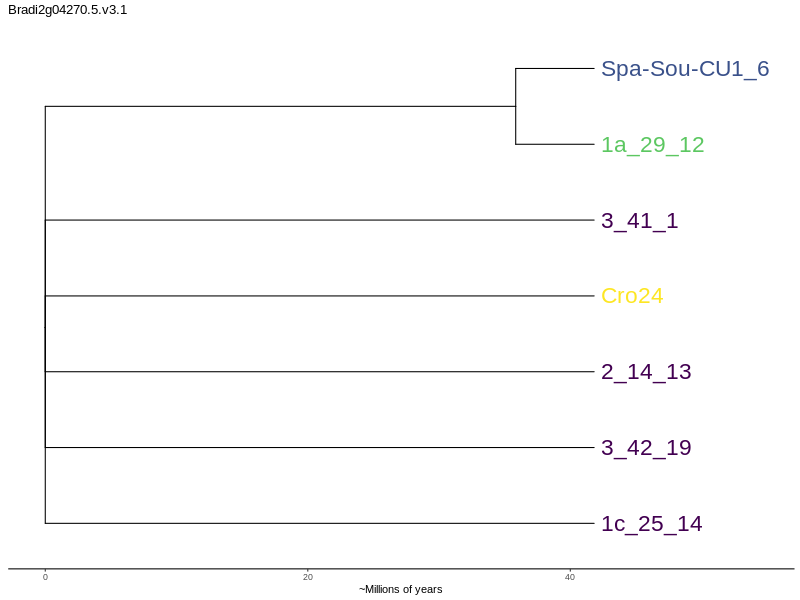 Bradi2g04270.5.v3.1
Spa-Sou-CU1_6
1a_29_12
3_41_1
Cro24
2_14_13
3_42_19
1c_25_14
0 20 40
~Millions of years